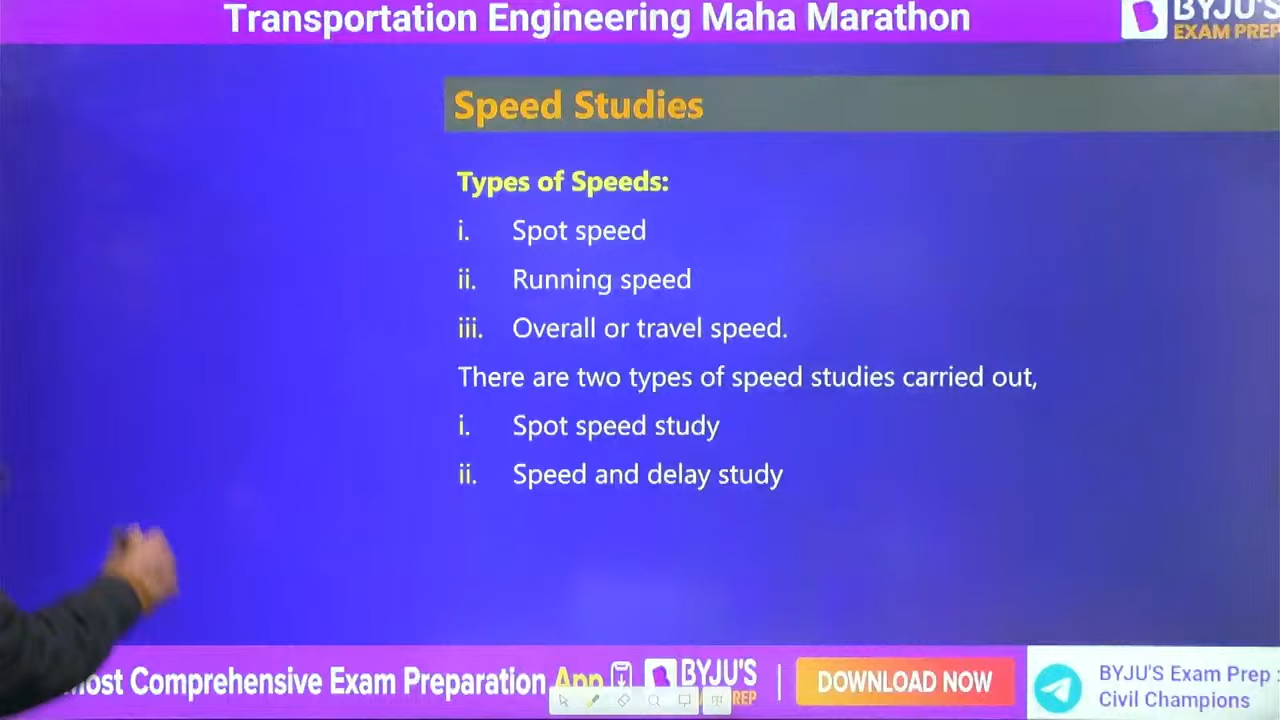 Transportation Engineering Maha Marathon
BYJU'S
EXAM PREP
Speed Studies
Types of Speeds:
i. Spot speed
ii. Running speed
iii. Overall or travel speed.
There are two types of speed studies carried out,
i. Spot speed study
ii. Speed and delay study
Most Comprehensive Exam Preparation App
BYJU'S
PREP
DOWNLOAD NOW
BYJU'S Exam Prep :
Civil Champions